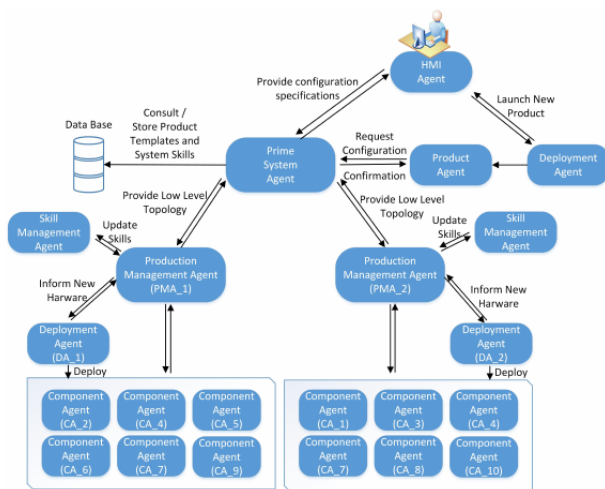 HMI
Agent
Provide configuration
specifications
Launch New
Product
Consult /
Store Product
Templates and
System Skills
Data Base
Prime
System
Agent
Request
Configuration
Confirmation
Product
Agent
Deployment
Agent
Provide Low Level
Topology
Provide Low Level
Topology
Skill
Management
Agent
Update
Skills
Update
Skills
Skill
Management
Agent
Production
Management Agent
(PMA_1)
Production
Management Agent
(PMA_2)
Inform New
Harware
Inform New
Harware
Deployment
Agent
(DA_1)
Deployment
Agent
(DA_2)
Deploy
Deploy
Component
Agent
(CA_2)
Component
Agent
(CA_4)
Component
Agent
(CA_5)
Component
Agent
(CA_6)
Component
Agent
(CA_7)
Component
Agent
(CA_9)
Component
Agent
(CA_1)
Component
Agent
(CA_3)
Component
Agent
(CA_4)
Component
Agent
(CA_7)
Component
Agent
(CA_8)
Component
Agent
(CA_10)